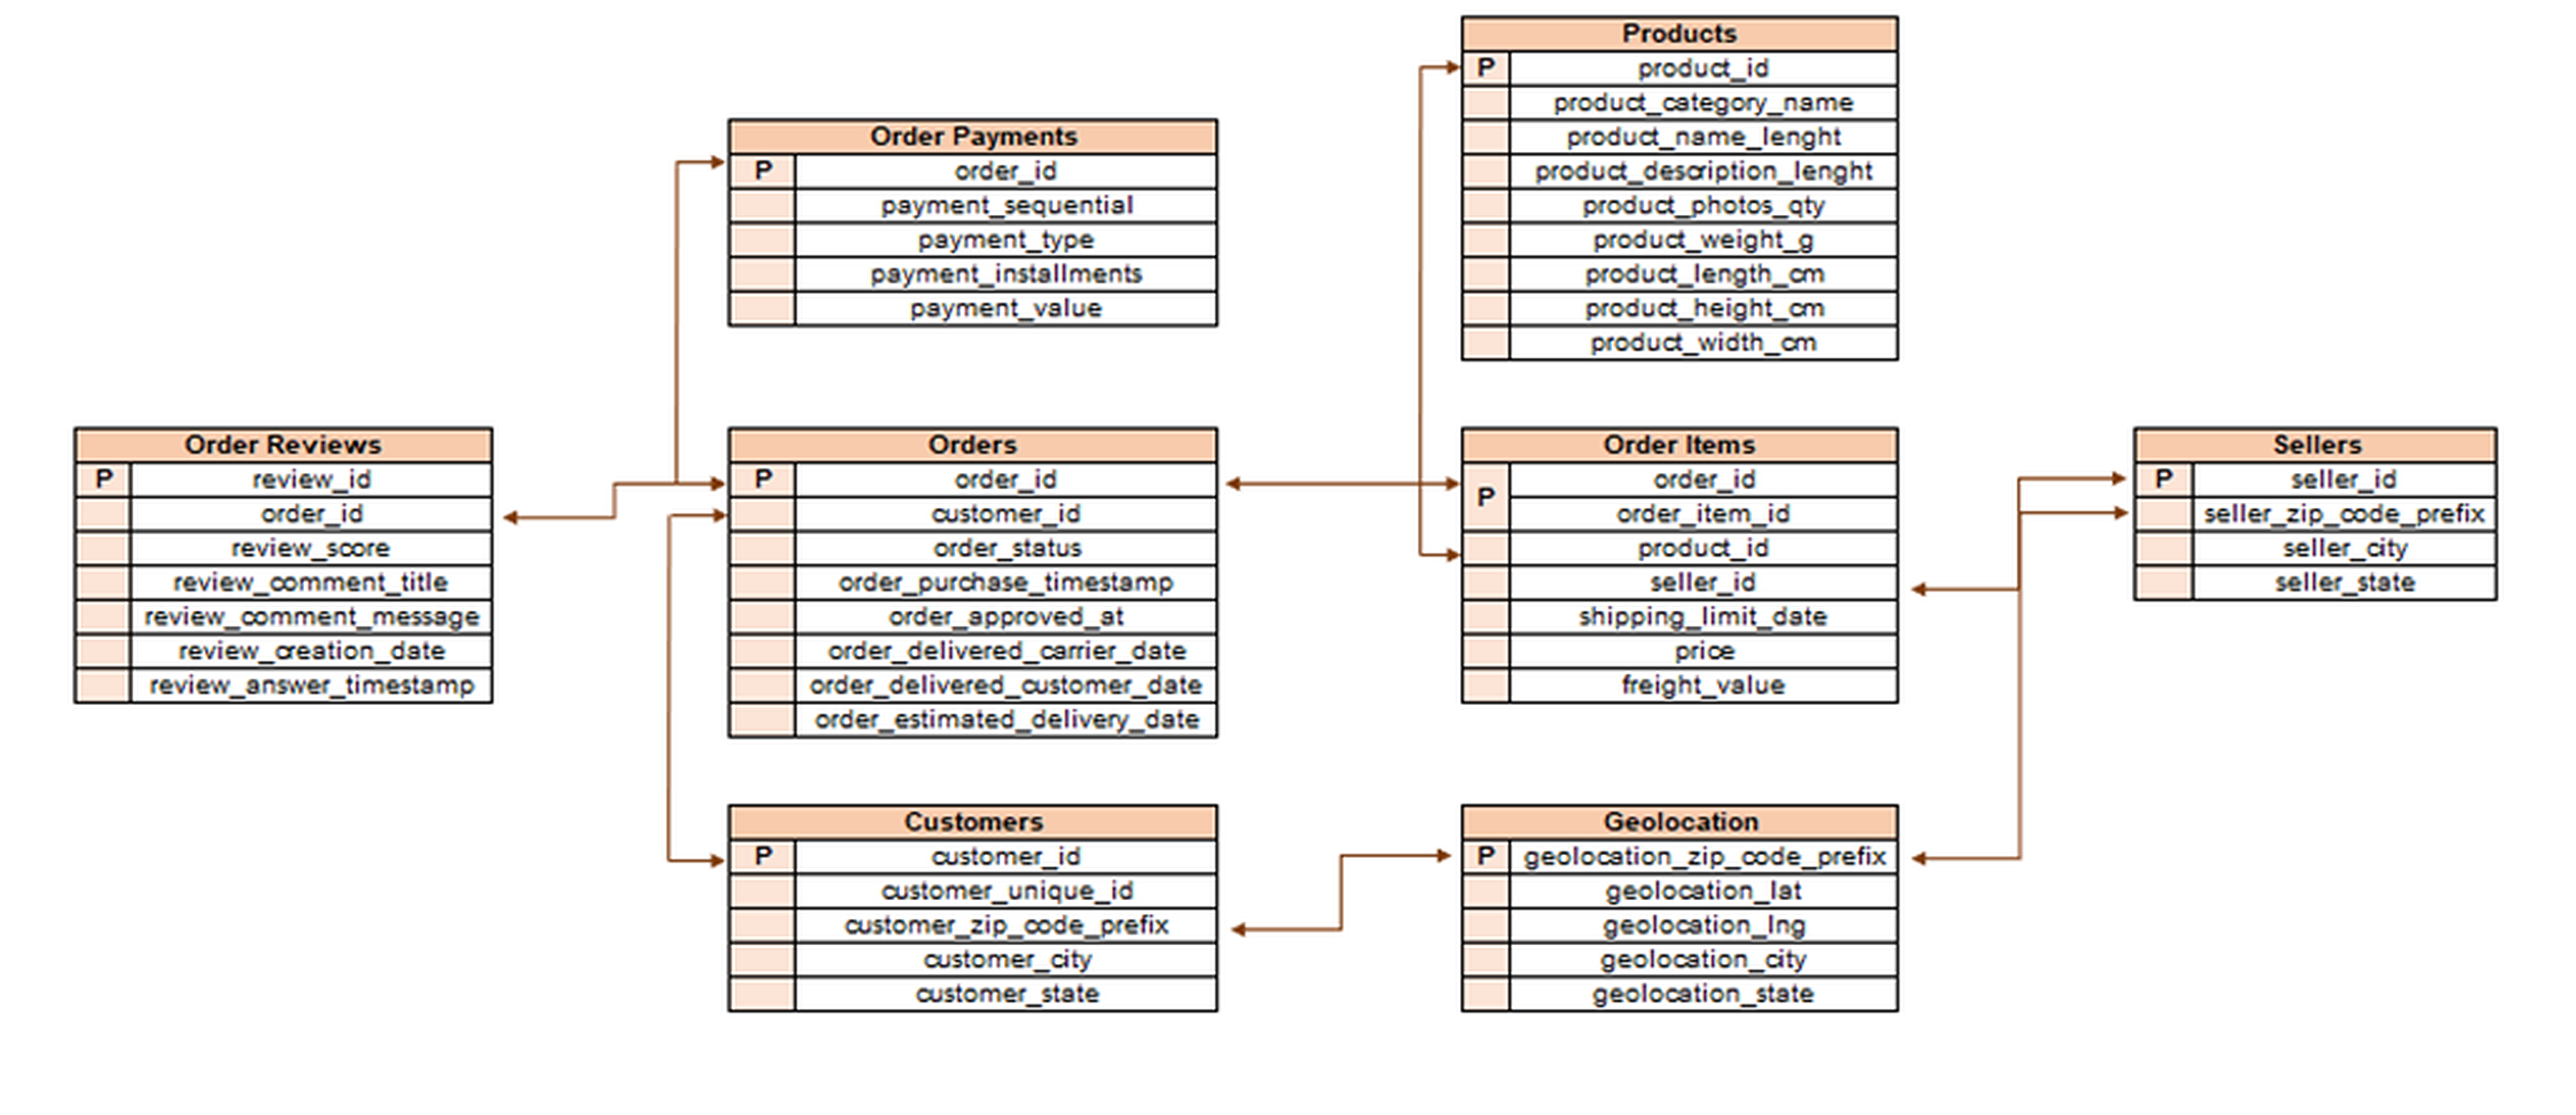 Products
P product_id
product_category_name
product_name_lenght
product_description_lenght
product_photos_qty
product_weight_g
product_length_cm
product_height_cm
product_width_cm
Order Payments
P order_id
payment_sequential
payment_type
payment_installments
payment_value
Order Reviews
P review_id
order_id
review_score
review_comment_title
review_comment_message
review_creation_date
review_answer_timestamp
Orders
P order_id
customer_id
order_status
order_purchase_timestamp
order_approved_at
order_delivered_carrier_date
order_delivered_customer_date
order_estimated_delivery_date
Order Items
P order_id
order_item_id
product_id
seller_id
shipping_limit_date
price
freight_value
Sellers
P seller_id
seller_zip_code_prefix
seller_city
seller_state
Customers
P customer_id
customer_unique_id
customer_zip_code_prefix
customer_city
customer_state
Geolocation
P geolocation_zip_code_prefix
geolocation_lat
geolocation_lng
geolocation_city
geolocation_state